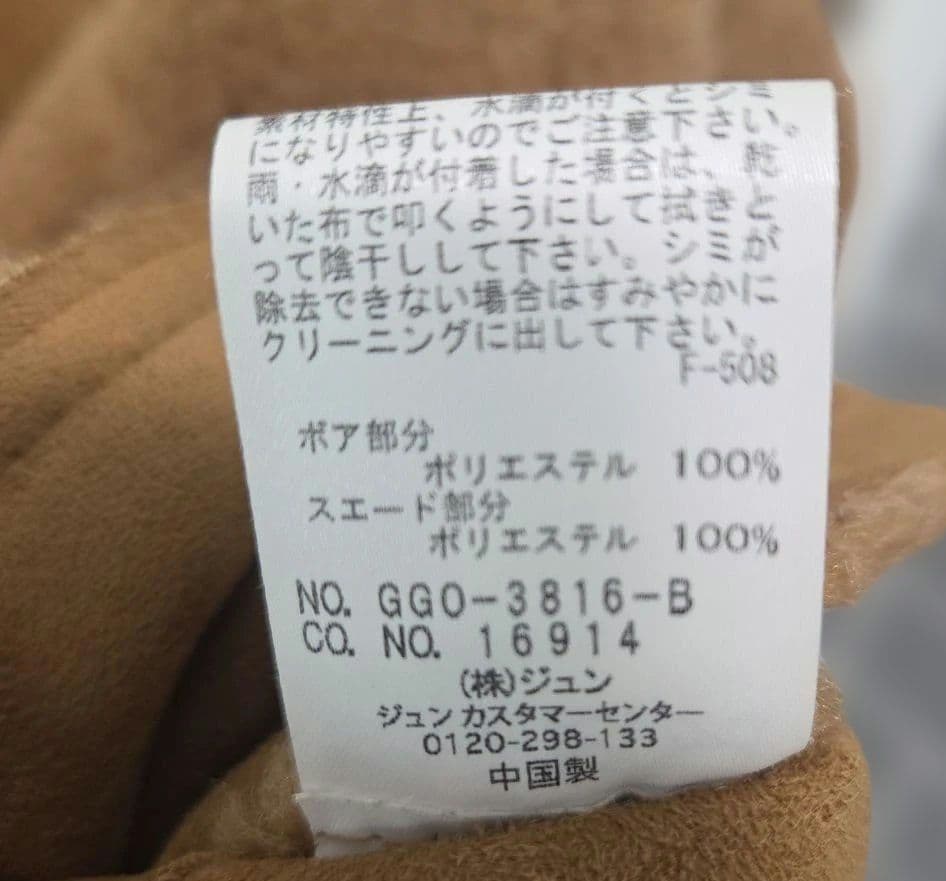 素材特性上、水滴が付くとシミ
になりやすいのでご注意下さい。
雨・水滴が付着した場合は、乾
いた布で叩くようにして拭きと
って陰干しして下さい。シミが
除去できない場合はすみやかに
クリーニングに出して下さい。
F-508
ボア部分
ポリエステル 100%
スエード部分
ポリエステル 100%
NO. GGO-3816-B
CO. NO. 16914
(株)ジュン
ジュン カスタマーセンター
0120-298-133
中国製